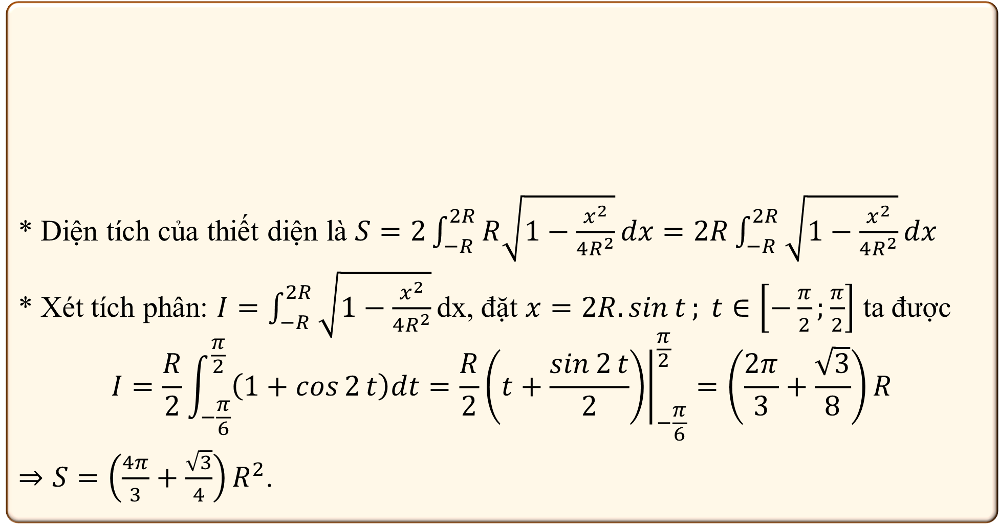 * Diện tích của thiết diện là $S = 2\int_{-R}^{2R} R\sqrt{1 - \frac{x^2}{4R^2}}\,dx = 2R\int_{-R}^{2R} \sqrt{1 - \frac{x^2}{4R^2}}\,dx$
* Xét tích phân: $I = \int_{-R}^{2R} \sqrt{1 - \frac{x^2}{4R^2}}$ dx, đặt $x = 2R.sin\,t\,;\ t \in \left[-\frac{\pi}{2};\frac{\pi}{2}\right]$ ta được
$I = \frac{R}{2}\int_{-\frac{\pi}{6}}^{\frac{\pi}{2}} (1 + cos\,2\,t)dt = \frac{R}{2}\left(t + \frac{sin\,2\,t}{2}\right)\Big|_{-\frac{\pi}{6}}^{\frac{\pi}{2}} = \left(\frac{2\pi}{3} + \frac{\sqrt{3}}{8}\right)R$
$\Rightarrow S = \left(\frac{4\pi}{3} + \frac{\sqrt{3}}{4}\right)R^2.$